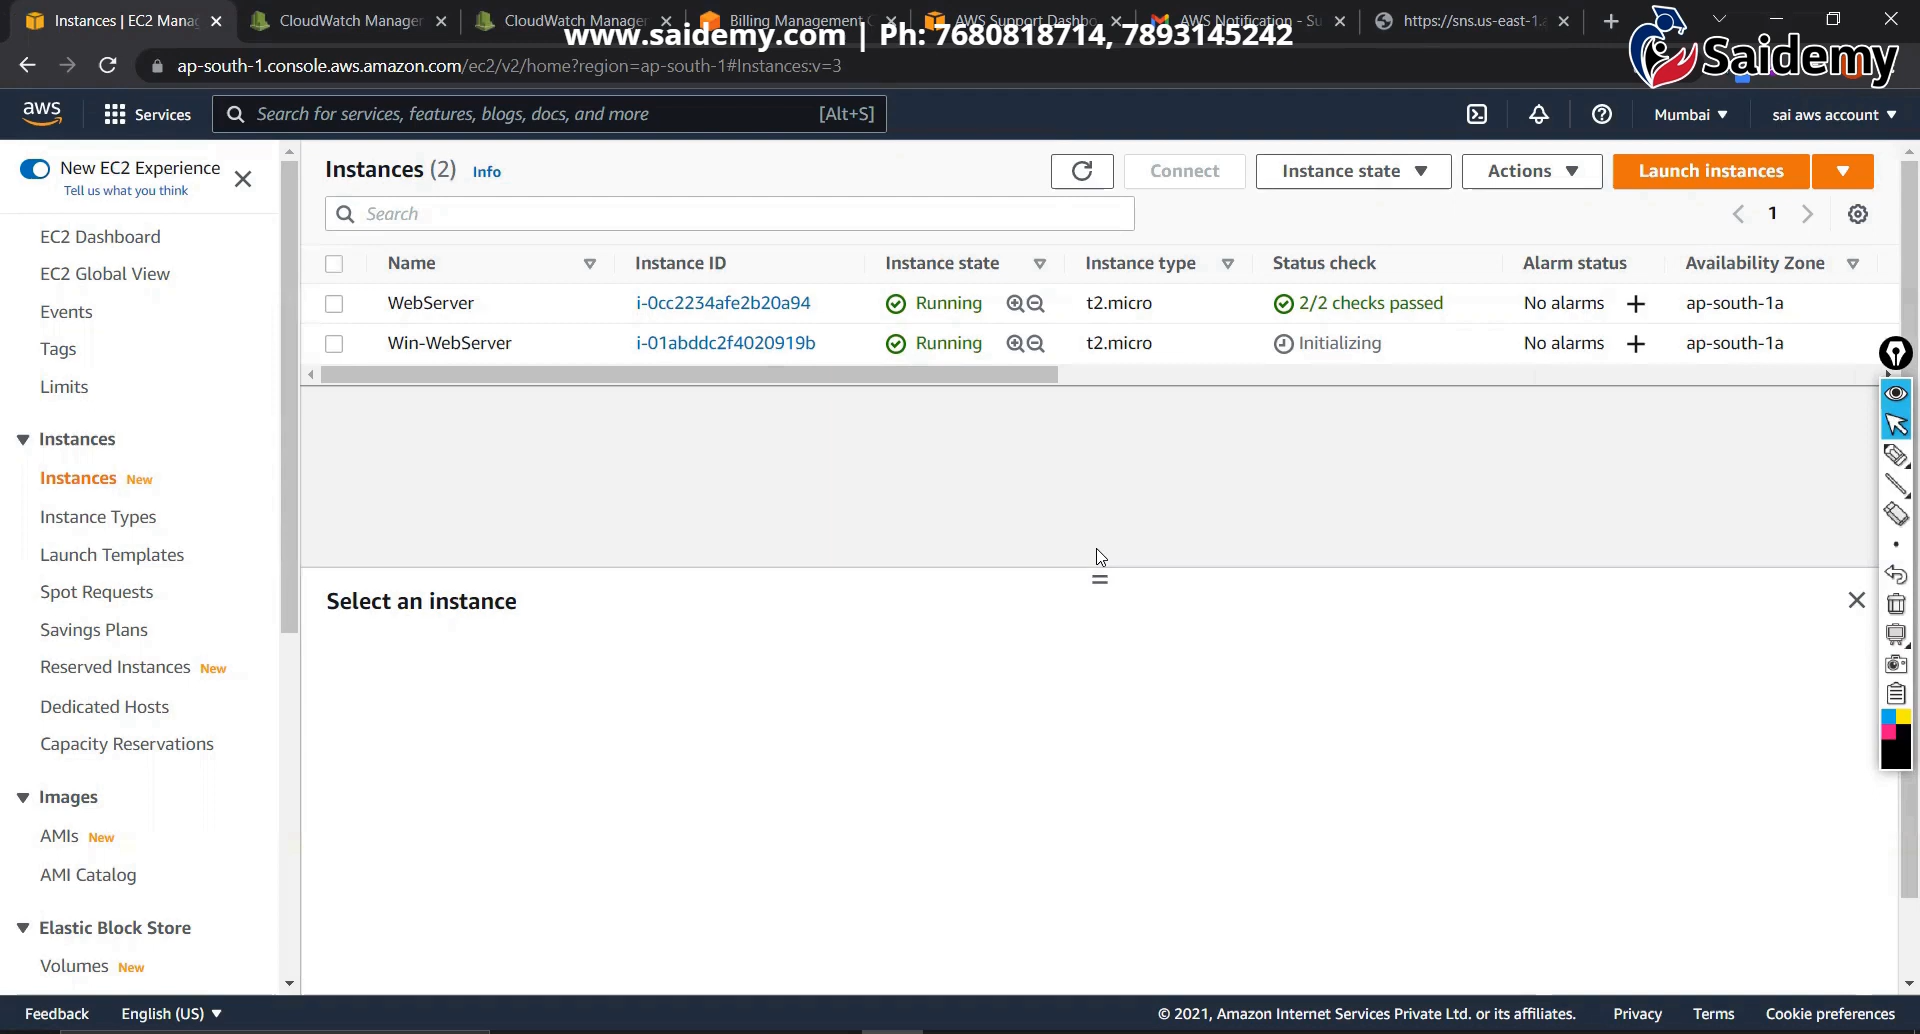 Instances | EC2 Manag
CloudWatch Manager
CloudWatch Manager
Billing Management C
AWS Support Dashbo
AWS Notification - Su
https://sns.us-east-1.a
www.saidemy.com | Ph: 7680818714, 7893145242
Saidemy
ap-south-1.console.aws.amazon.com/ec2/v2/home?region=ap-south-1#Instances:v=3
aws
Services
Search for services, features, blogs, docs, and more
[Alt+S]
Mumbai
sai aws account
New EC2 Experience
Tell us what you think
EC2 Dashboard
EC2 Global View
Events
Tags
Limits
Instances
Instances New
Instance Types
Launch Templates
Spot Requests
Savings Plans
Reserved Instances New
Dedicated Hosts
Capacity Reservations
Images
AMIs New
AMI Catalog
Elastic Block Store
Volumes New
Instances (2) Info
Connect
Instance state
Actions
Launch instances
Search
1
Name Instance ID Instance state Instance type Status check Alarm status Availability Zone
WebServer i-0cc2234afe2b20a94 Running t2.micro 2/2 checks passed No alarms ap-south-1a
Win-WebServer i-01abddc2f4020919b Running t2.micro Initializing No alarms ap-south-1a
Select an instance
Feedback
English (US)
© 2021, Amazon Internet Services Private Ltd. or its affiliates.
Privacy
Terms
Cookie preferences